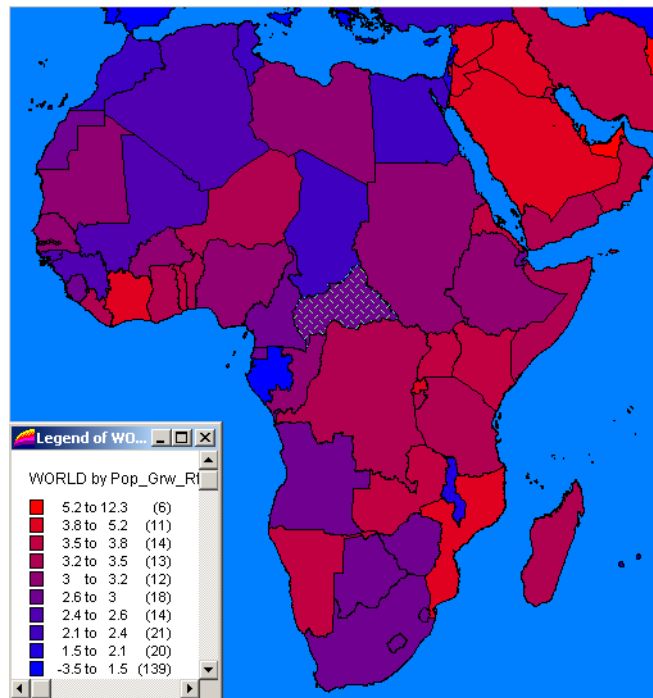 Legend of WO...
WORLD by Pop_Grw_Rt
5.2 to 12.3 (6)
3.8 to 5.2 (11)
3.5 to 3.8 (14)
3.2 to 3.5 (13)
3 to 3.2 (12)
2.6 to 3 (18)
2.4 to 2.6 (14)
2.1 to 2.4 (21)
1.5 to 2.1 (20)
-3.5 to 1.5 (139)